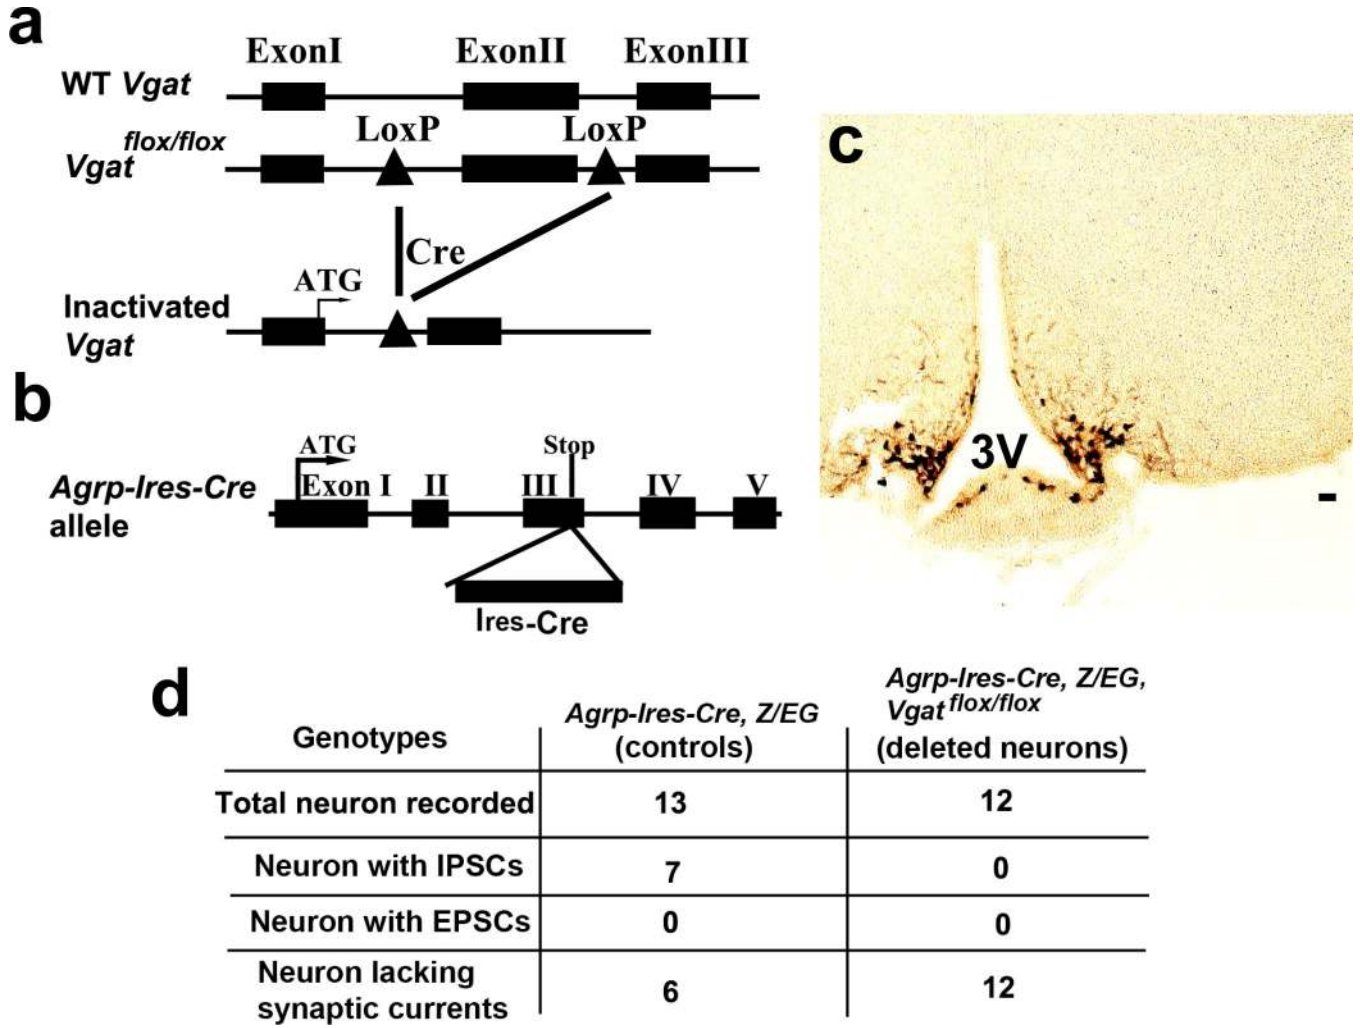 a
ExonI ExonII ExonIII
WT Vgat
flox/flox
LoxP LoxP
Vgat
Cre
ATG
Inactivated
Vgat
b
ATG Stop
Agrp-Ires-Cre
allele
Exon I II III IV V
Ires-Cre
c
3V
d
Genotypes
Agrp-Ires-Cre, Z/EG
(controls)
Agrp-Ires-Cre, Z/EG,
Vgat flox/flox
(deleted neurons)
Total neuron recorded 13 12
Neuron with IPSCs 7 0
Neuron with EPSCs 0 0
Neuron lacking
synaptic currents 6 12